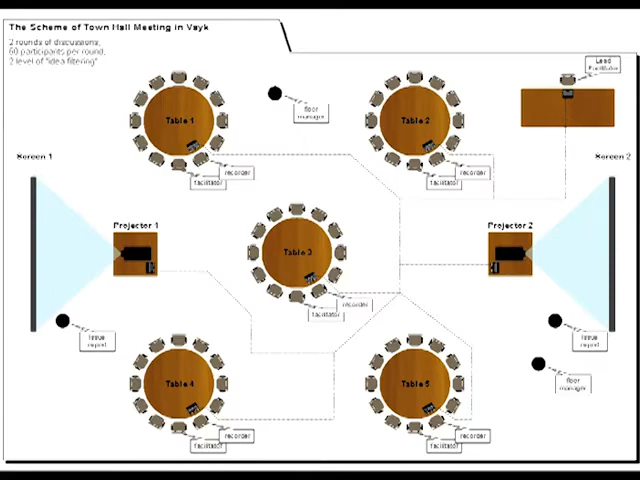 The Scheme of Town Hall Meeting in Vayk
2 rounds of discussions,
60 participants per round,
2 level of "idea filtering"
Lead
Facilitator
Table 1
floor
manager
Table 2
recorder
facilitator
recorder
facilitator
Screen 1
Screen 2
Projector 1
Projector 2
Table 3
recorder
facilitator
Issue
expert
Issue
expert
floor
manager
Table 4
Table 5
recorder
facilitator
recorder
facilitator